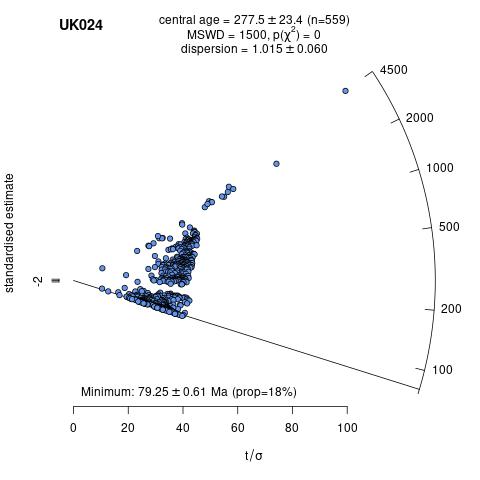 UK024
central age = 277.5 ± 23.4 (n=559)
MSWD = 1500, p(χ²) = 0
dispersion = 1.015 ± 0.060
4500
2000
1000
500
200
100
standardised estimate
-2
Minimum: 79.25 ± 0.61 Ma (prop=18%)
0 20 40 60 80 100
t/σ